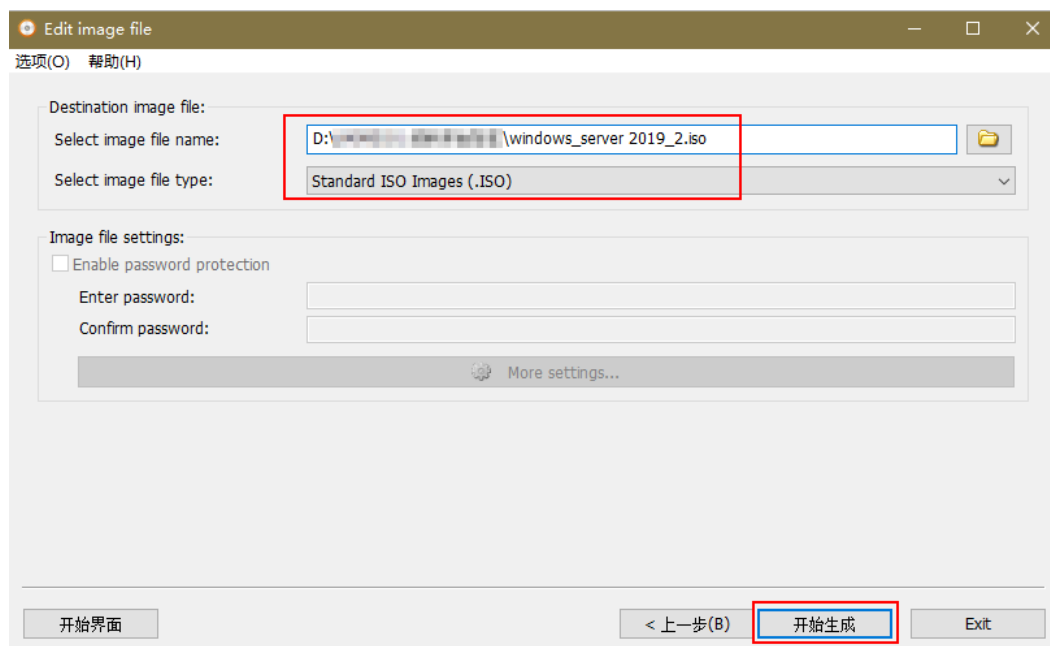 Edit image file
选项(O) 帮助(H)
Destination image file:
Select image file name: D:\ \windows_server 2019_2.iso
Select image file type: Standard ISO Images (.ISO)
Image file settings:
Enable password protection
Enter password:
Confirm password:
More settings...
开始界面 < 上一步(B) 开始生成 Exit